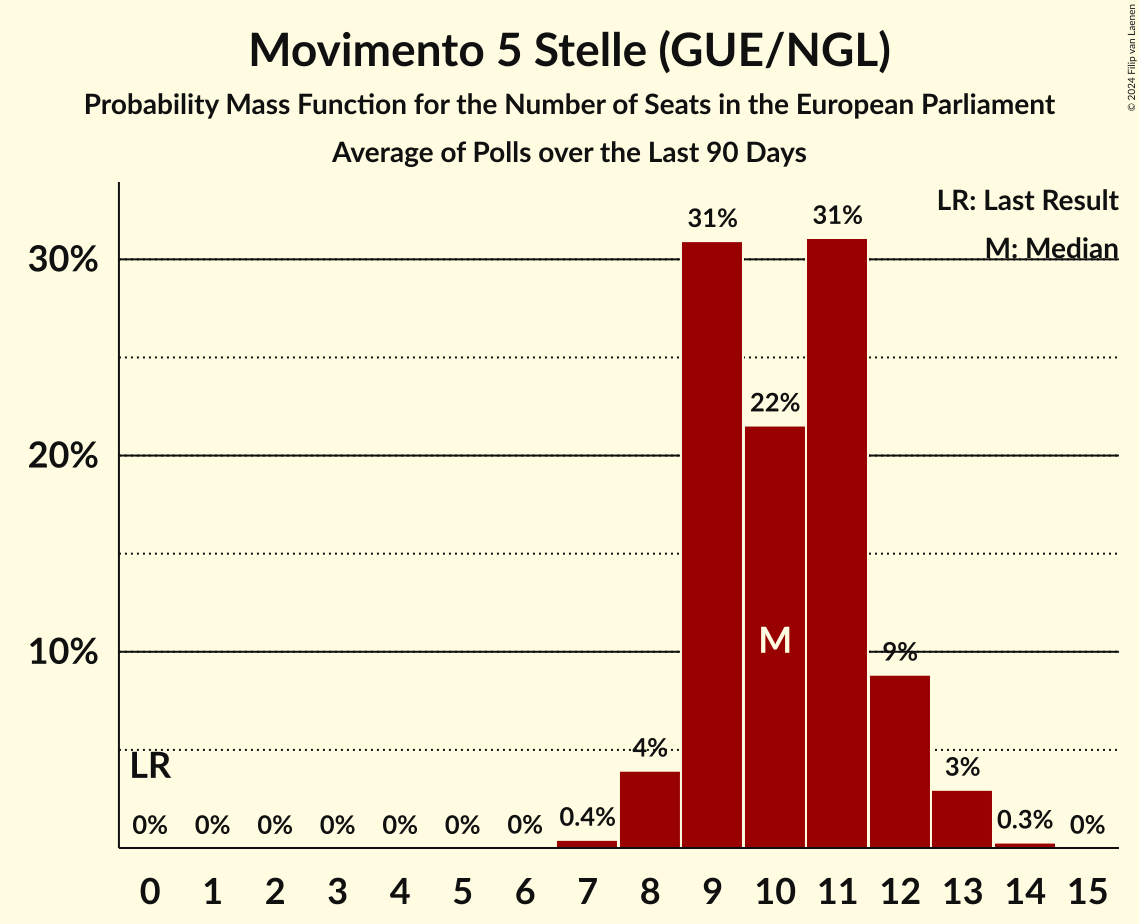 Movimento 5 Stelle (GUE/NGL)
Probability Mass Function for the Number of Seats in the European Parliament
Average of Polls over the Last 90 Days
© 2024 Filip van Laenen
LR: Last Result
M: Median
30%
20%
10%
31%
31%
22%
M
9%
4%
LR
3%
0% 0% 0% 0% 0% 0% 0% 0.4% 0.3% 0%
0 1 2 3 4 5 6 7 8 9 10 11 12 13 14 15